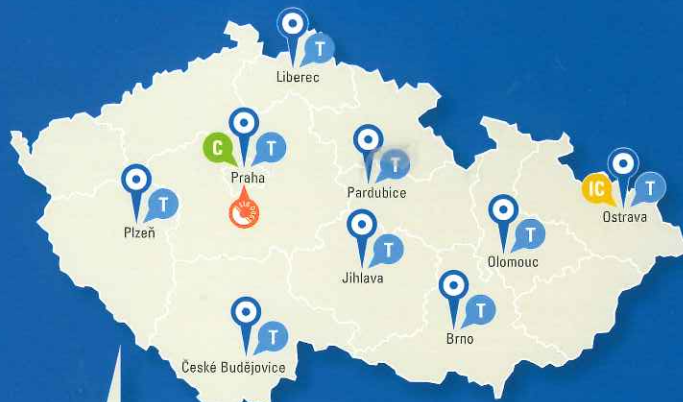 T
Liberec
C
T
Praha
T
Pardubice
T
Plzeň
IC
T
Ostrava
T
Olomouc
T
Jihlava
T
Brno
T
České Budějovice